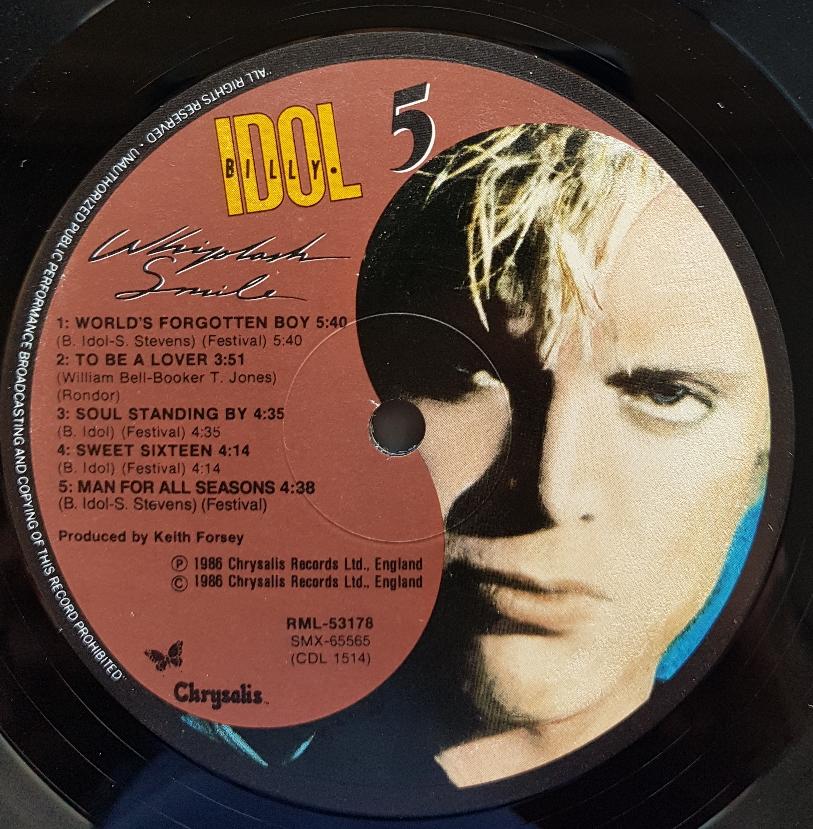 "ALL RIGHTS RESERVED - UNAUTHORIZED PUBLIC PERFORMANCE BROADCASTING AND COPYING OF THIS RECORD PROHIBITED"
IDOL
BILLY.
5
Whiplash
Smile
1: WORLD'S FORGOTTEN BOY 5:40
(B. Idol-S. Stevens) (Festival) 5:40
2: TO BE A LOVER 3:51
(William Bell-Booker T. Jones)
(Rondor)
3: SOUL STANDING BY 4:35
(B. Idol) (Festival) 4:35
4: SWEET SIXTEEN 4:14
(B. Idol) (Festival) 4:14
5: MAN FOR ALL SEASONS 4:38
(B. Idol-S. Stevens) (Festival)
Produced by Keith Forsey
℗ 1986 Chrysalis Records Ltd., England
© 1986 Chrysalis Records Ltd., England
RML-53178
SMX-65565
(CDL 1514)
Chrysalis™